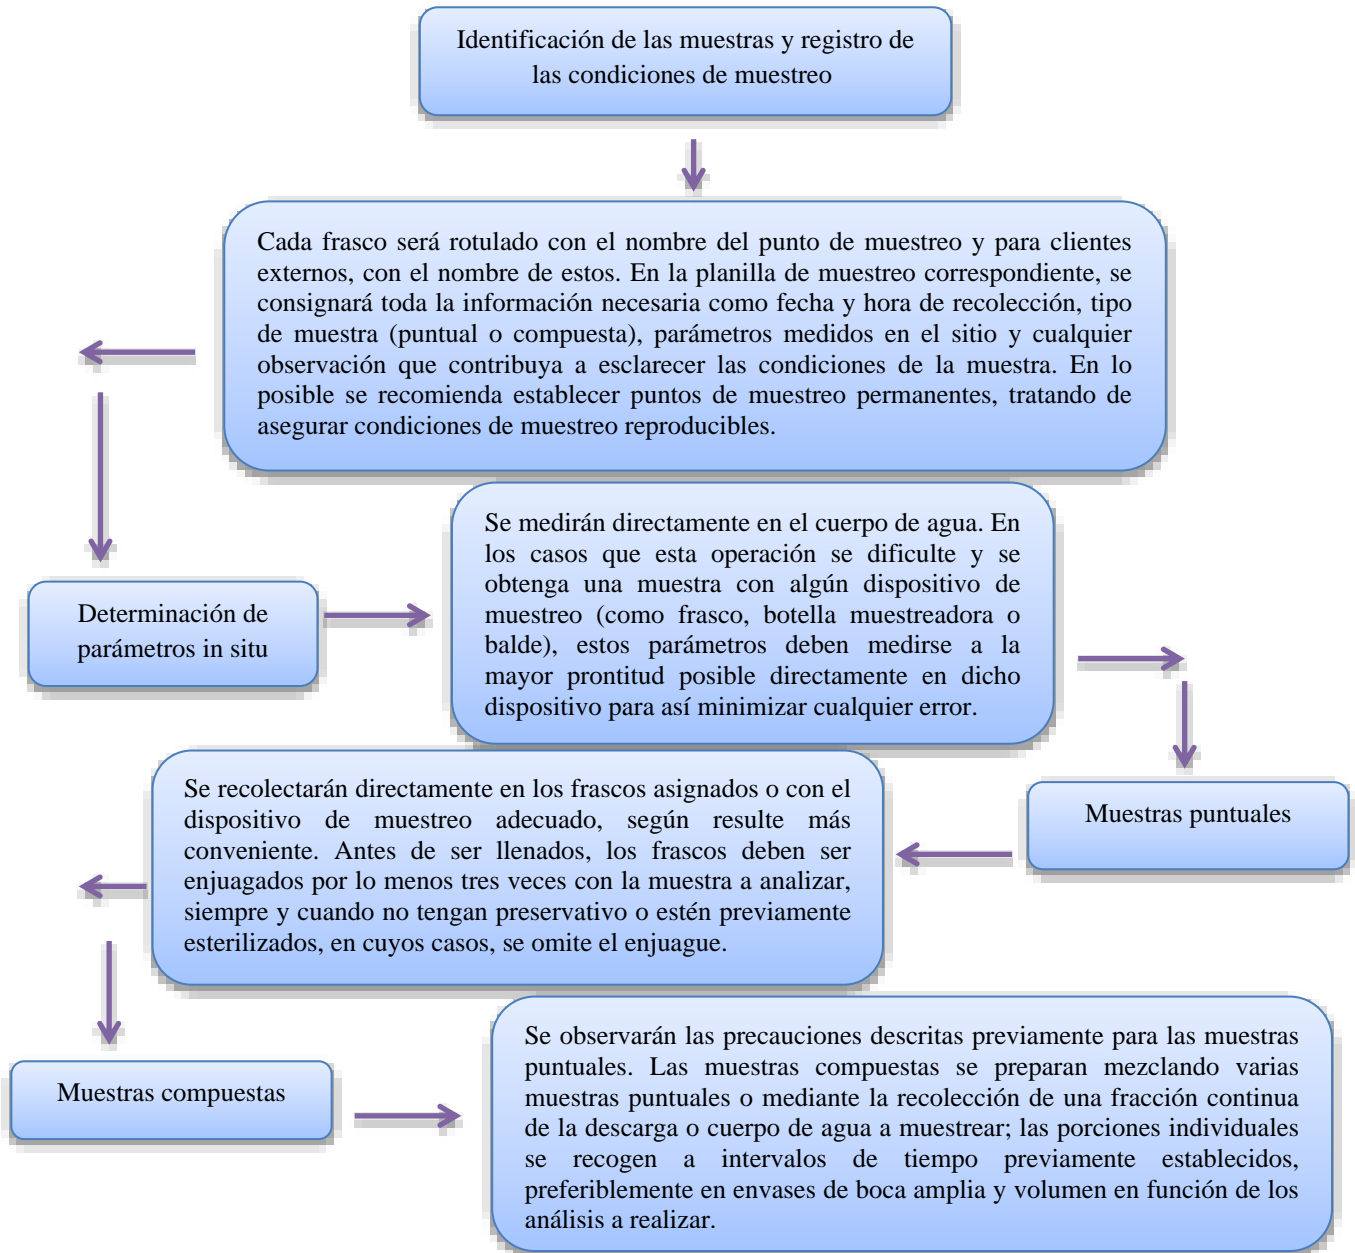 Identificación de las muestras y registro de
las condiciones de muestreo
Cada frasco será rotulado con el nombre del punto de muestreo y para clientes
externos, con el nombre de estos. En la planilla de muestreo correspondiente, se
consignará toda la información necesaria como fecha y hora de recolección, tipo
de muestra (puntual o compuesta), parámetros medidos en el sitio y cualquier
observación que contribuya a esclarecer las condiciones de la muestra. En lo
posible se recomienda establecer puntos de muestreo permanentes, tratando de
asegurar condiciones de muestreo reproducibles.
Determinación de
parámetros in situ
Se medirán directamente en el cuerpo de agua. En
los casos que esta operación se dificulte y se
obtenga una muestra con algún dispositivo de
muestreo (como frasco, botella muestreadora o
balde), estos parámetros deben medirse a la
mayor prontitud posible directamente en dicho
dispositivo para así minimizar cualquier error.
Muestras puntuales
Se recolectarán directamente en los frascos asignados o con el
dispositivo de muestreo adecuado, según resulte más
conveniente. Antes de ser llenados, los frascos deben ser
enjuagados por lo menos tres veces con la muestra a analizar,
siempre y cuando no tengan preservativo o estén previamente
esterilizados, en cuyos casos, se omite el enjuague.
Muestras compuestas
Se observarán las precauciones descritas previamente para las muestras
puntuales. Las muestras compuestas se preparan mezclando varias
muestras puntuales o mediante la recolección de una fracción continua
de la descarga o cuerpo de agua a muestrear; las porciones individuales
se recogen a intervalos de tiempo previamente establecidos,
preferiblemente en envases de boca amplia y volumen en función de los
análisis a realizar.